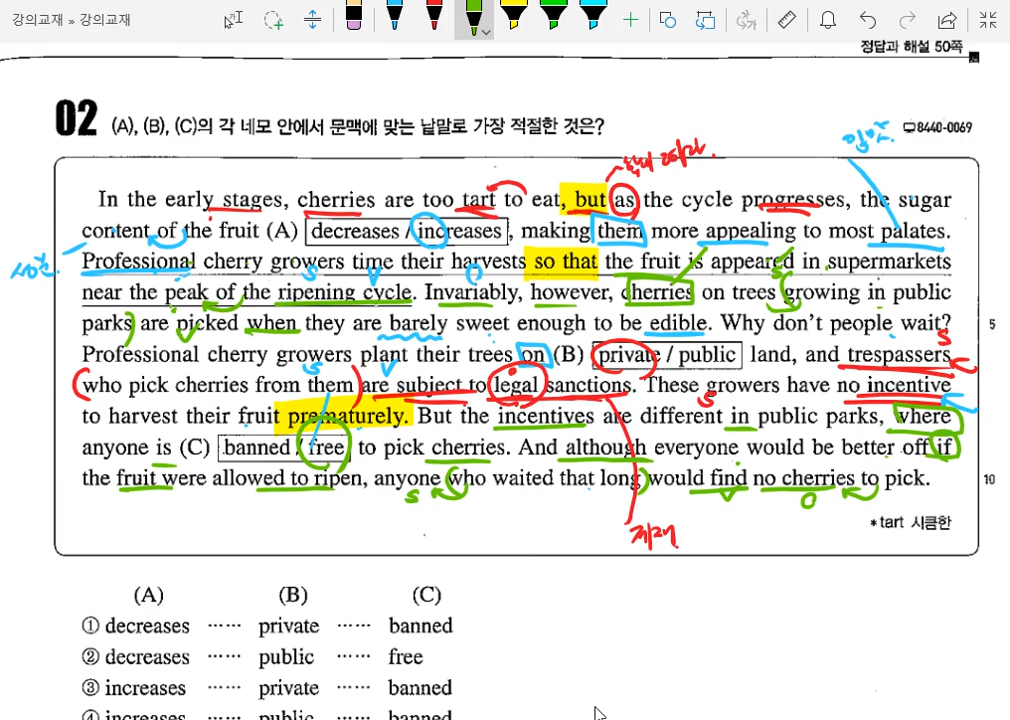 강의교재 » 강의교재
정답과 해설 50쪽
02 (A), (B), (C)의 각 네모 안에서 문맥에 맞는 낱말로 가장 적절한 것은?
8440-0069
In the early stages, cherries are too tart to eat, but as the cycle progresses, the sugar
content of the fruit (A) decreases / increases, making them more appealing to most palates.
Professional cherry growers time their harvests so that the fruit is appeared in supermarkets
near the peak of the ripening cycle. Invariably, however, cherries on trees growing in public
parks are picked when they are barely sweet enough to be edible. Why don't people wait?
5
Professional cherry growers plant their trees on (B) private / public land, and trespassers
who pick cherries from them are subject to legal sanctions. These growers have no incentive
to harvest their fruit prematurely. But the incentives are different in public parks, where
anyone is (C) banned / free to pick cherries. And although everyone would be better off if
the fruit were allowed to ripen, anyone who waited that long would find no cherries to pick.
10
*tart 시큼한
제재
(A) (B) (C)
① decreases …… private …… banned
② decreases …… public …… free
③ increases …… private …… banned
④ increases …… public …… banned